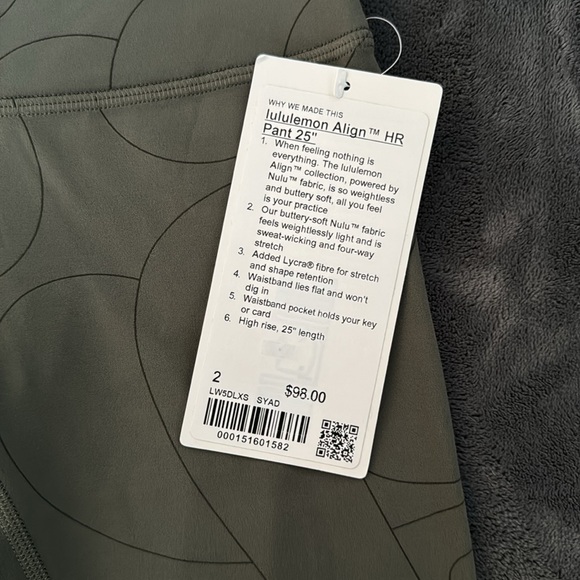 WHY WE MADE THIS
lululemon Align™ HR
Pant 25"
1. When feeling nothing is
everything. The lululemon
Align™ collection, powered by
Nulu™ fabric, is so weightless
and buttery soft, all you feel
is your practice
2. Our buttery-soft Nulu™ fabric
feels weightlessly light and is
sweat-wicking and four-way
stretch
3. Added Lycra® fibre for stretch
and shape retention
4. Waistband lies flat and won't
dig in
5. Waistband pocket holds your key
or card
6. High rise, 25" length
2 $98.00
LW5DLXS SYAD
000151601582